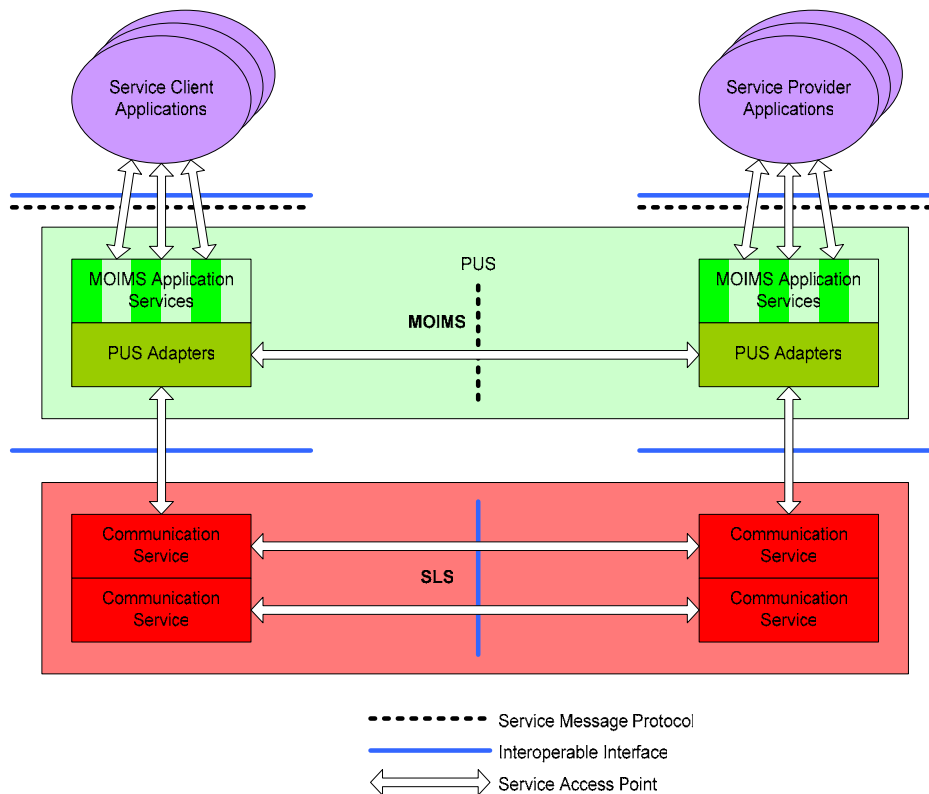 Service Client
Applications
Service Provider
Applications
PUS
MOIMS Application
Services
MOIMS Application
Services
MOIMS
PUS Adapters
PUS Adapters
Communication
Service
Communication
Service
SLS
Communication
Service
Communication
Service
Service Message Protocol
Interoperable Interface
Service Access Point